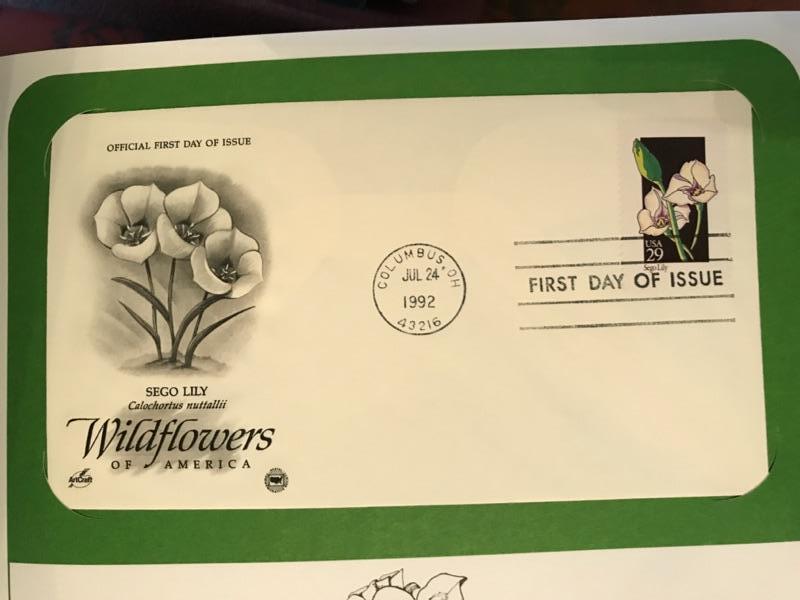 OFFICIAL FIRST DAY OF ISSUE
SEGO LILY
Calochortus nuttallii
Wildflowers
OF AMERICA
ArtCraft
COLUMBUS, OH
JUL 24
1992
43216
USA
29
Sego Lily
FIRST DAY OF ISSUE